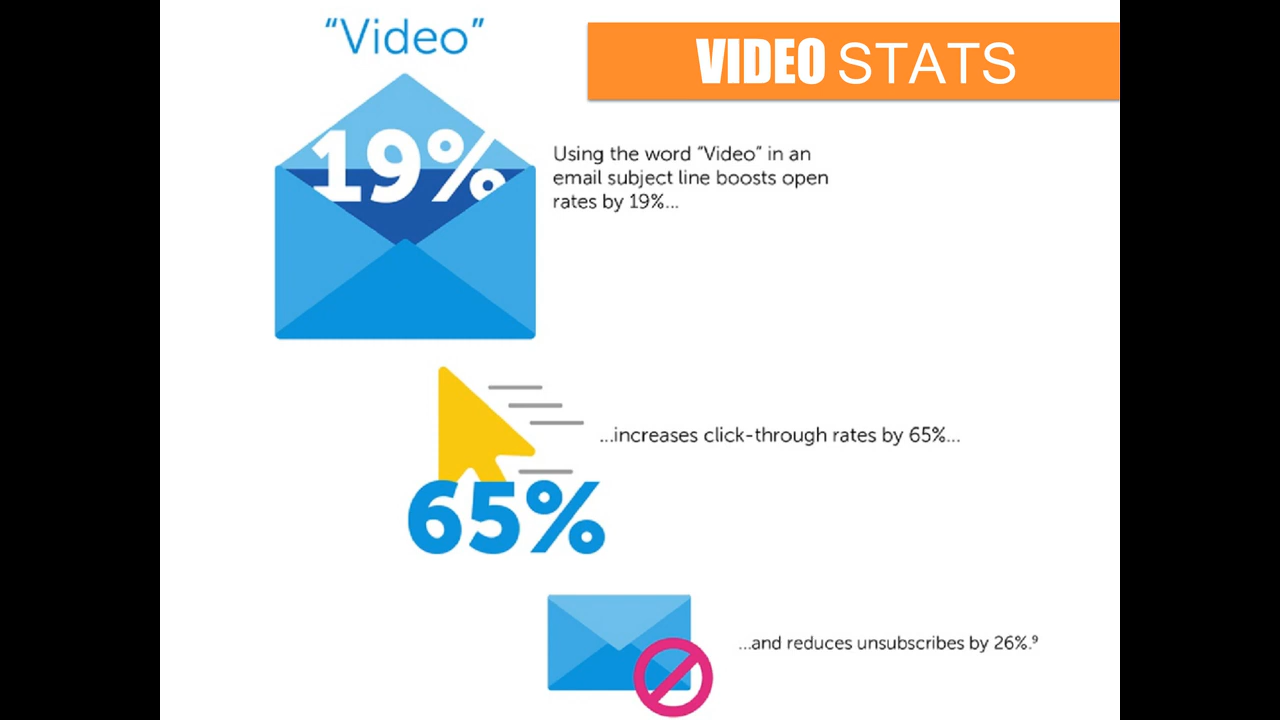 “Video”
VIDEO STATS
19%
Using the word “Video” in an
email subject line boosts open
rates by 19%...
...increases click-through rates by 65%...
65%
...and reduces unsubscribes by 26%.⁹